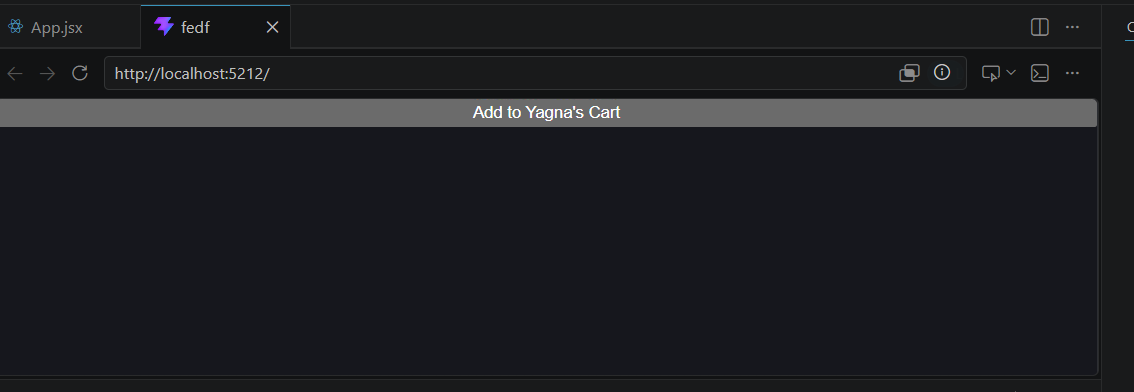 App.jsx
fedf
http://localhost:5212/
Add to Yagna's Cart